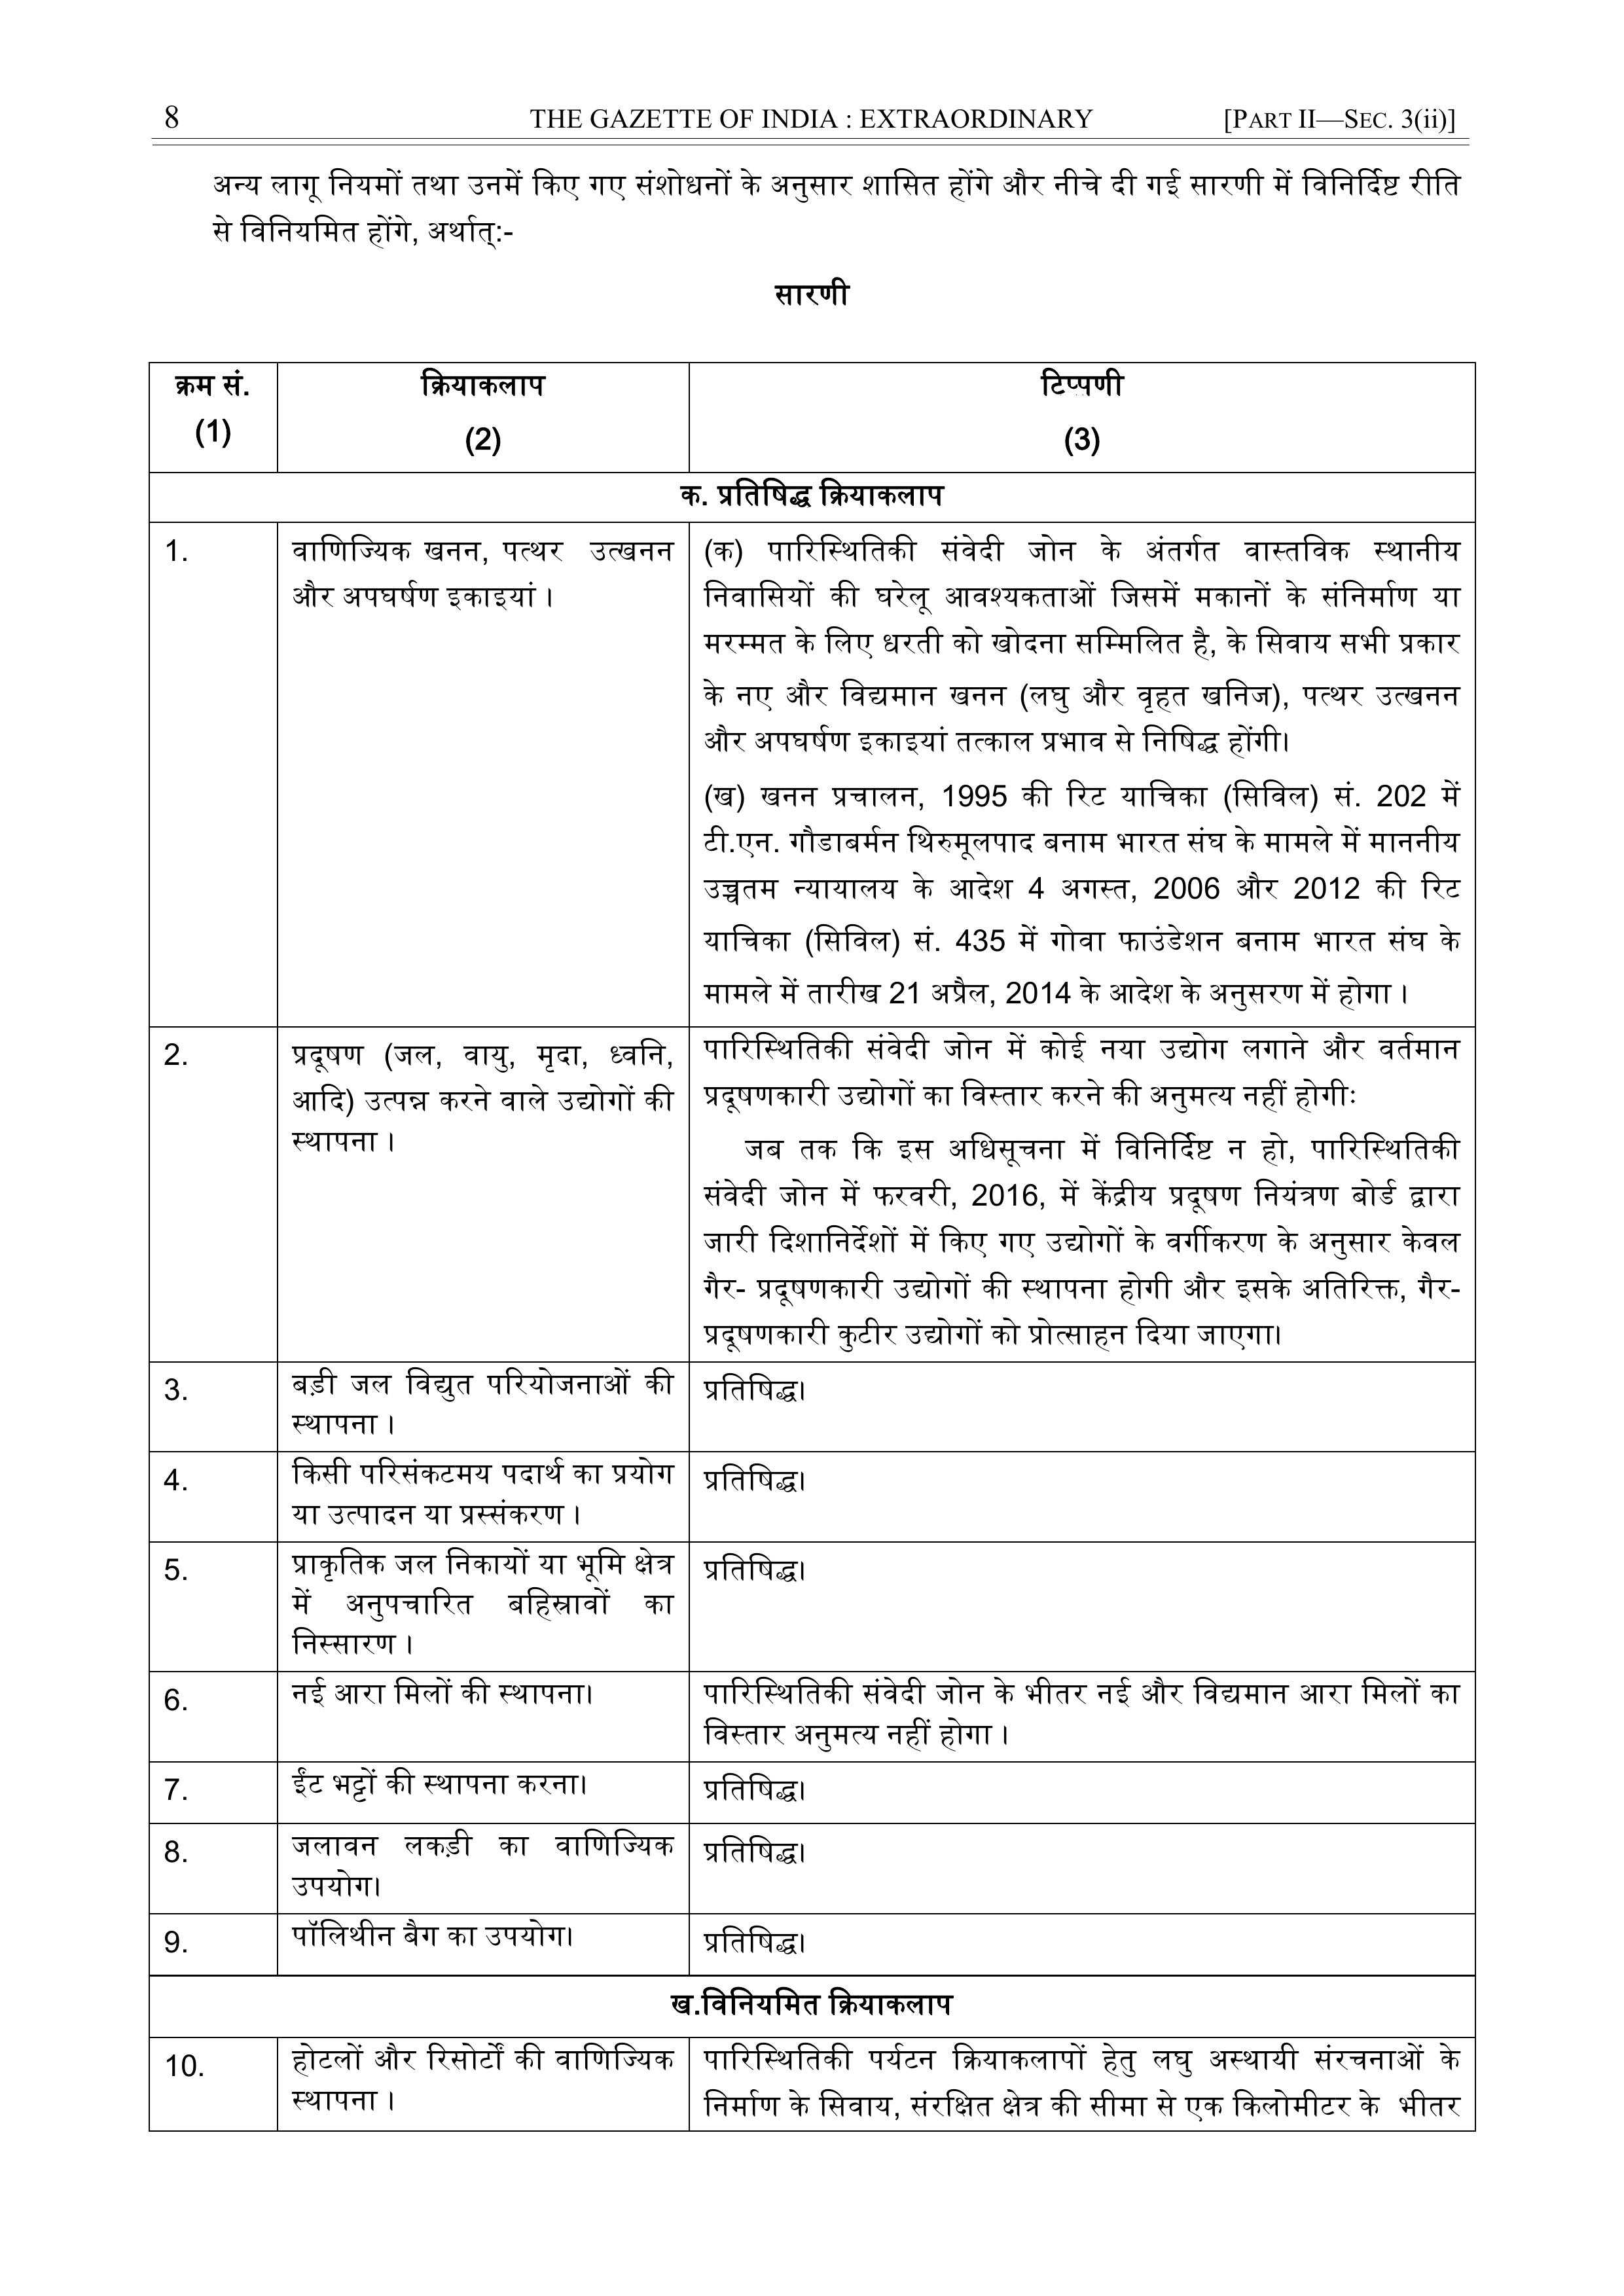 8 THE GAZETTE OF INDIA : EXTRAORDINARY [PART II—SEC. 3(ii)]
अन्य लागू नियमों तथा उनमें किए गए संशोधनों के अनुसार शासित होंगे और नीचे दी गई सारणी में विनिर्दिष्ट रीति
से विनियमित होंगे, अर्थात्:-
सारणी
क्रम सं. क्रियाकलाप टिप्पणी
(1) (2) (3)
क. प्रतिषिद्ध क्रियाकलाप
1. वाणिज्यिक खनन, पत्थर उत्खनन
और अपघर्षण इकाइयां ।
(क) पारिस्थितिकी संवेदी जोन के अंतर्गत वास्तविक स्थानीय
निवासियों की घरेलू आवश्यकताओं जिसमें मकानों के संनिर्माण या
मरम्मत के लिए धरती को खोदना सम्मिलित है, के सिवाय सभी प्रकार
के नए और विद्यमान खनन (लघु और वृहत खनिज), पत्थर उत्खनन
और अपघर्षण इकाइयां तत्काल प्रभाव से निषिद्ध होंगी।
(ख) खनन प्रचालन, 1995 की रिट याचिका (सिविल) सं. 202 में
टी.एन. गौडाबर्मन थिरुमूलपाद बनाम भारत संघ के मामले में माननीय
उच्चतम न्यायालय के आदेश 4 अगस्त, 2006 और 2012 की रिट
याचिका (सिविल) सं. 435 में गोवा फाउंडेशन बनाम भारत संघ के
मामले में तारीख 21 अप्रैल, 2014 के आदेश के अनुसरण में होगा ।
2. प्रदूषण (जल, वायु, मृदा, ध्वनि,
आदि) उत्पन्न करने वाले उद्योगों की
स्थापना ।
पारिस्थितिकी संवेदी जोन में कोई नया उद्योग लगाने और वर्तमान
प्रदूषणकारी उद्योगों का विस्तार करने की अनुमत्य नहीं होगीः
जब तक कि इस अधिसूचना में विनिर्दिष्ट न हो, पारिस्थितिकी
संवेदी जोन में फरवरी, 2016, में केंद्रीय प्रदूषण नियंत्रण बोर्ड द्वारा
जारी दिशानिर्देशों में किए गए उद्योगों के वर्गीकरण के अनुसार केवल
गैर- प्रदूषणकारी उद्योगों की स्थापना होगी और इसके अतिरिक्त, गैर-
प्रदूषणकारी कुटीर उद्योगों को प्रोत्साहन दिया जाएगा।
3. बड़ी जल विद्युत परियोजनाओं की
स्थापना ।
प्रतिषिद्ध।
4. किसी परिसंकटमय पदार्थ का प्रयोग
या उत्पादन या प्रस्संकरण ।
प्रतिषिद्ध।
5. प्राकृतिक जल निकायों या भूमि क्षेत्र
में अनुपचारित बहिस्रावों का
निस्सारण ।
प्रतिषिद्ध।
6. नई आरा मिलों की स्थापना।
पारिस्थितिकी संवेदी जोन के भीतर नई और विद्यमान आरा मिलों का
विस्तार अनुमत्य नहीं होगा ।
7. ईंट भट्टों की स्थापना करना।
प्रतिषिद्ध।
8. जलावन लकड़ी का वाणिज्यिक
उपयोग।
प्रतिषिद्ध।
9. पॉलिथीन बैग का उपयोग।
प्रतिषिद्ध।
ख.विनियमित क्रियाकलाप
10. होटलों और रिसोर्टों की वाणिज्यिक
स्थापना ।
पारिस्थितिकी पर्यटन क्रियाकलापों हेतु लघु अस्थायी संरचनाओं के
निर्माण के सिवाय, संरक्षित क्षेत्र की सीमा से एक किलोमीटर के भीतर